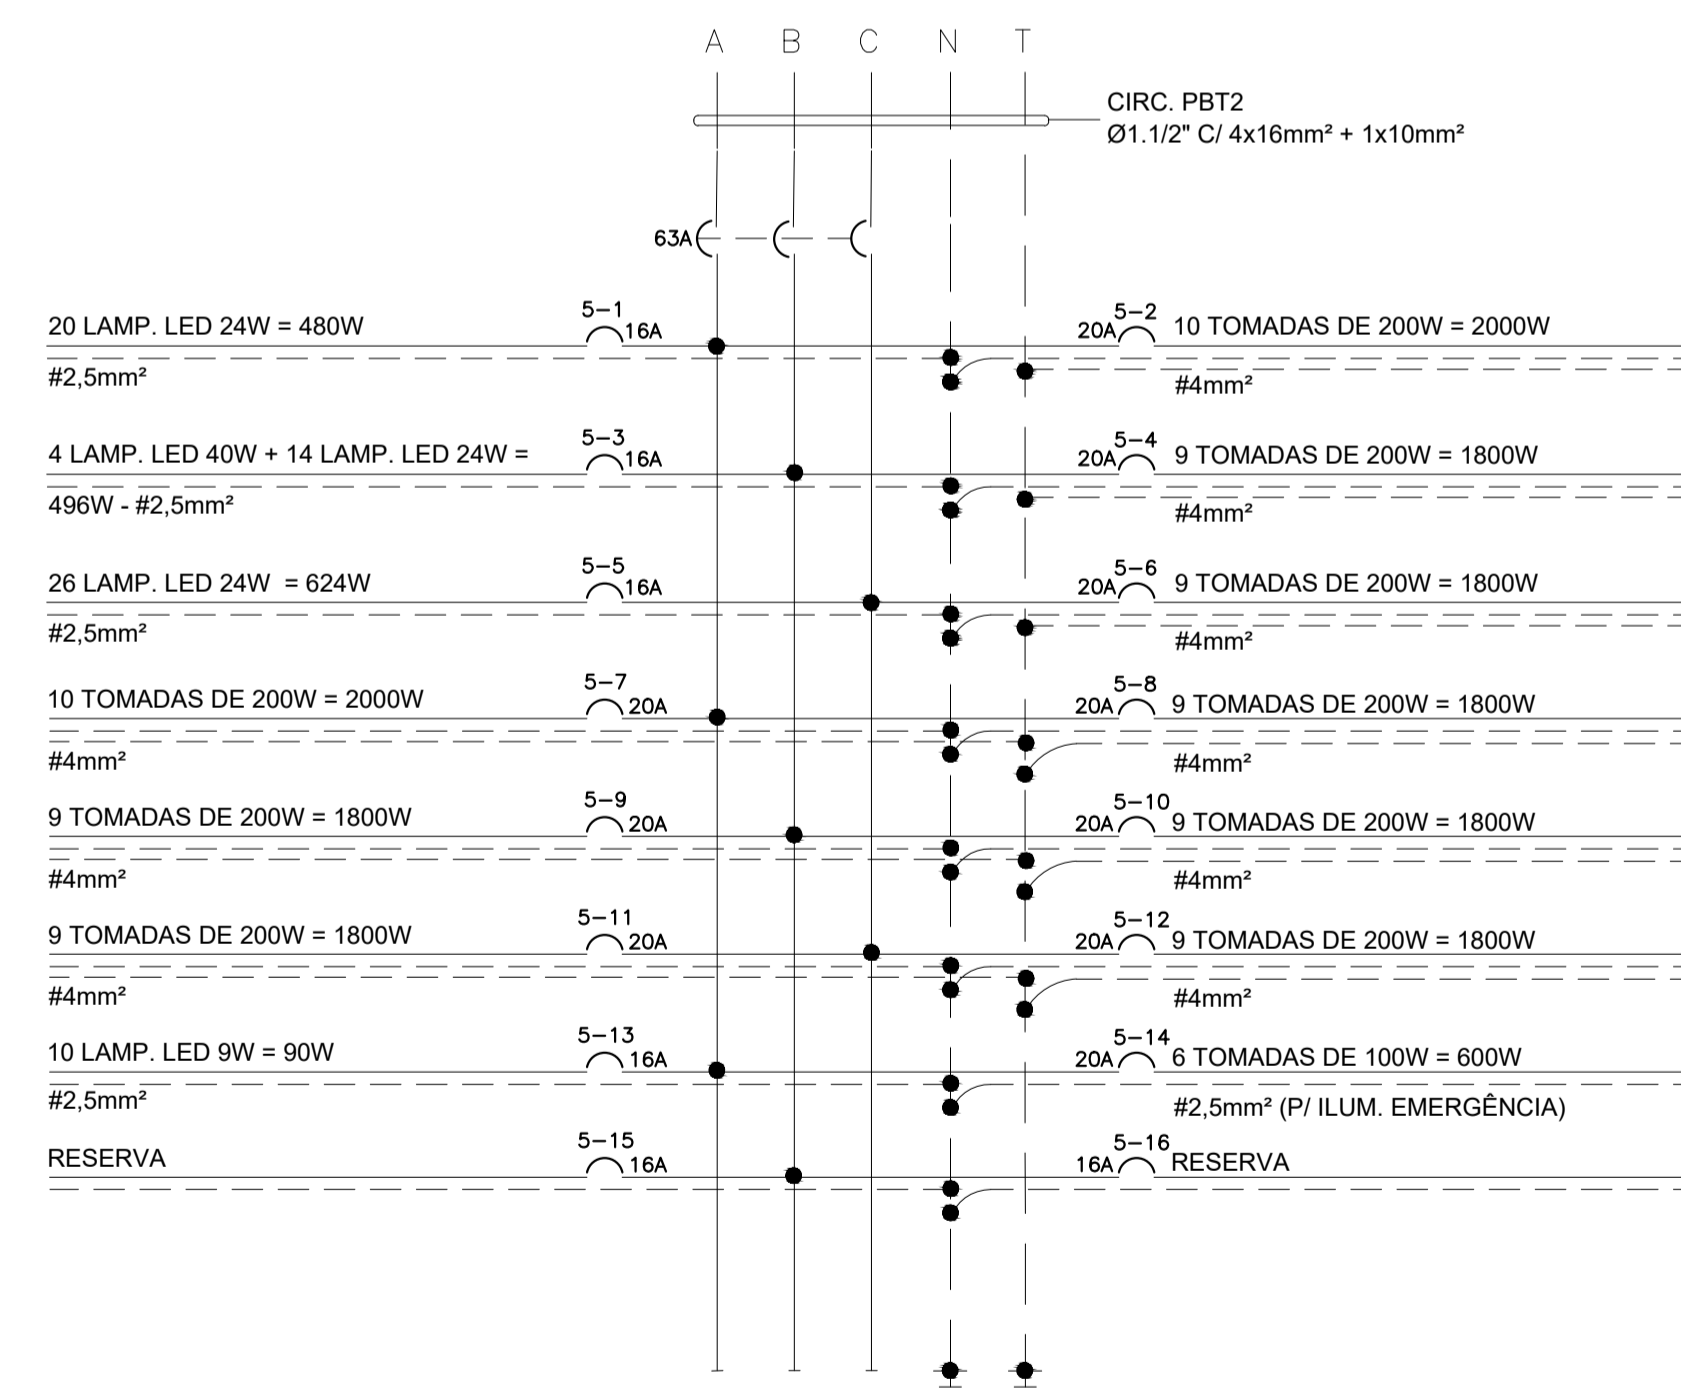 A B C N T
CIRC. PBT2
Ø1.1/2" C/ 4x16mm² + 1x10mm²
63A
20 LAMP. LED 24W = 480W 5-1 16A 20A 5-2 10 TOMADAS DE 200W = 2000W
#2,5mm² #4mm²
4 LAMP. LED 40W + 14 LAMP. LED 24W = 5-3 16A 20A 5-4 9 TOMADAS DE 200W = 1800W
496W - #2,5mm² #4mm²
26 LAMP. LED 24W = 624W 5-5 16A 20A 5-6 9 TOMADAS DE 200W = 1800W
#2,5mm² #4mm²
10 TOMADAS DE 200W = 2000W 5-7 20A 20A 5-8 9 TOMADAS DE 200W = 1800W
#4mm² #4mm²
9 TOMADAS DE 200W = 1800W 5-9 20A 20A 5-10 9 TOMADAS DE 200W = 1800W
#4mm² #4mm²
9 TOMADAS DE 200W = 1800W 5-11 20A 20A 5-12 9 TOMADAS DE 200W = 1800W
#4mm² #4mm²
10 LAMP. LED 9W = 90W 5-13 16A 20A 5-14 6 TOMADAS DE 100W = 600W
#2,5mm² #2,5mm² (P/ ILUM. EMERGÊNCIA)
RESERVA 5-15 16A 16A 5-16 RESERVA